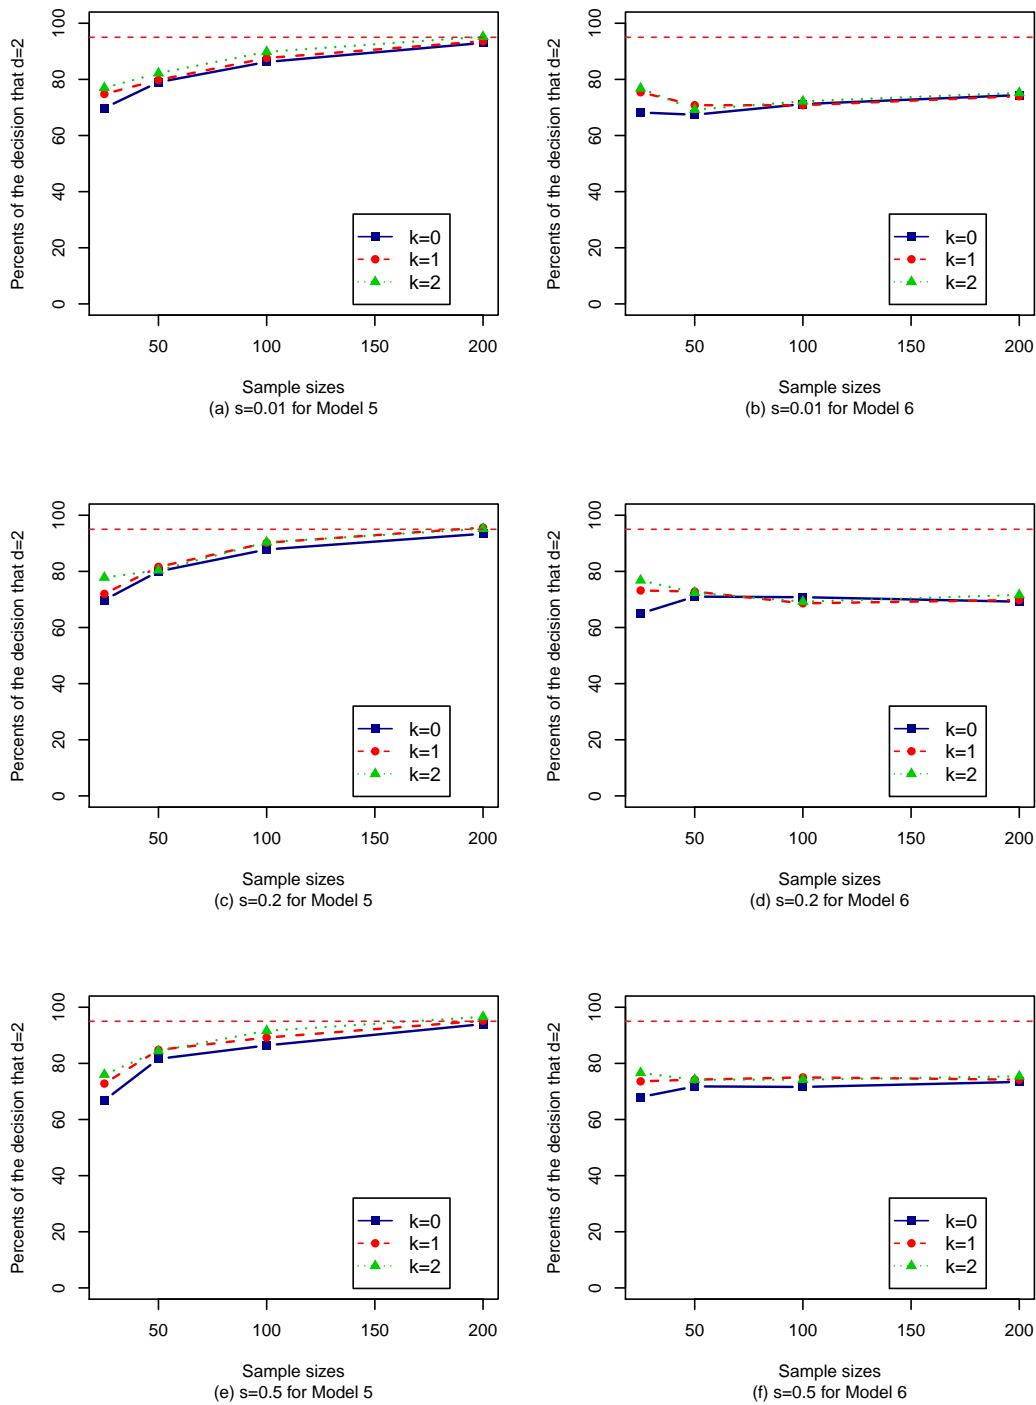 Percents of the decision that d=2
100
80
60
40
20
0
k=0
k=1
k=2
50 100 150 200
Sample sizes
(a) s=0.01 for Model 5
Percents of the decision that d=2
100
80
60
40
20
0
k=0
k=1
k=2
50 100 150 200
Sample sizes
(b) s=0.01 for Model 6
Percents of the decision that d=2
100
80
60
40
20
0
k=0
k=1
k=2
50 100 150 200
Sample sizes
(c) s=0.2 for Model 5
Percents of the decision that d=2
100
80
60
40
20
0
k=0
k=1
k=2
50 100 150 200
Sample sizes
(d) s=0.2 for Model 6
Percents of the decision that d=2
100
80
60
40
20
0
k=0
k=1
k=2
50 100 150 200
Sample sizes
(e) s=0.5 for Model 5
Percents of the decision that d=2
100
80
60
40
20
0
k=0
k=1
k=2
50 100 150 200
Sample sizes
(f) s=0.5 for Model 6